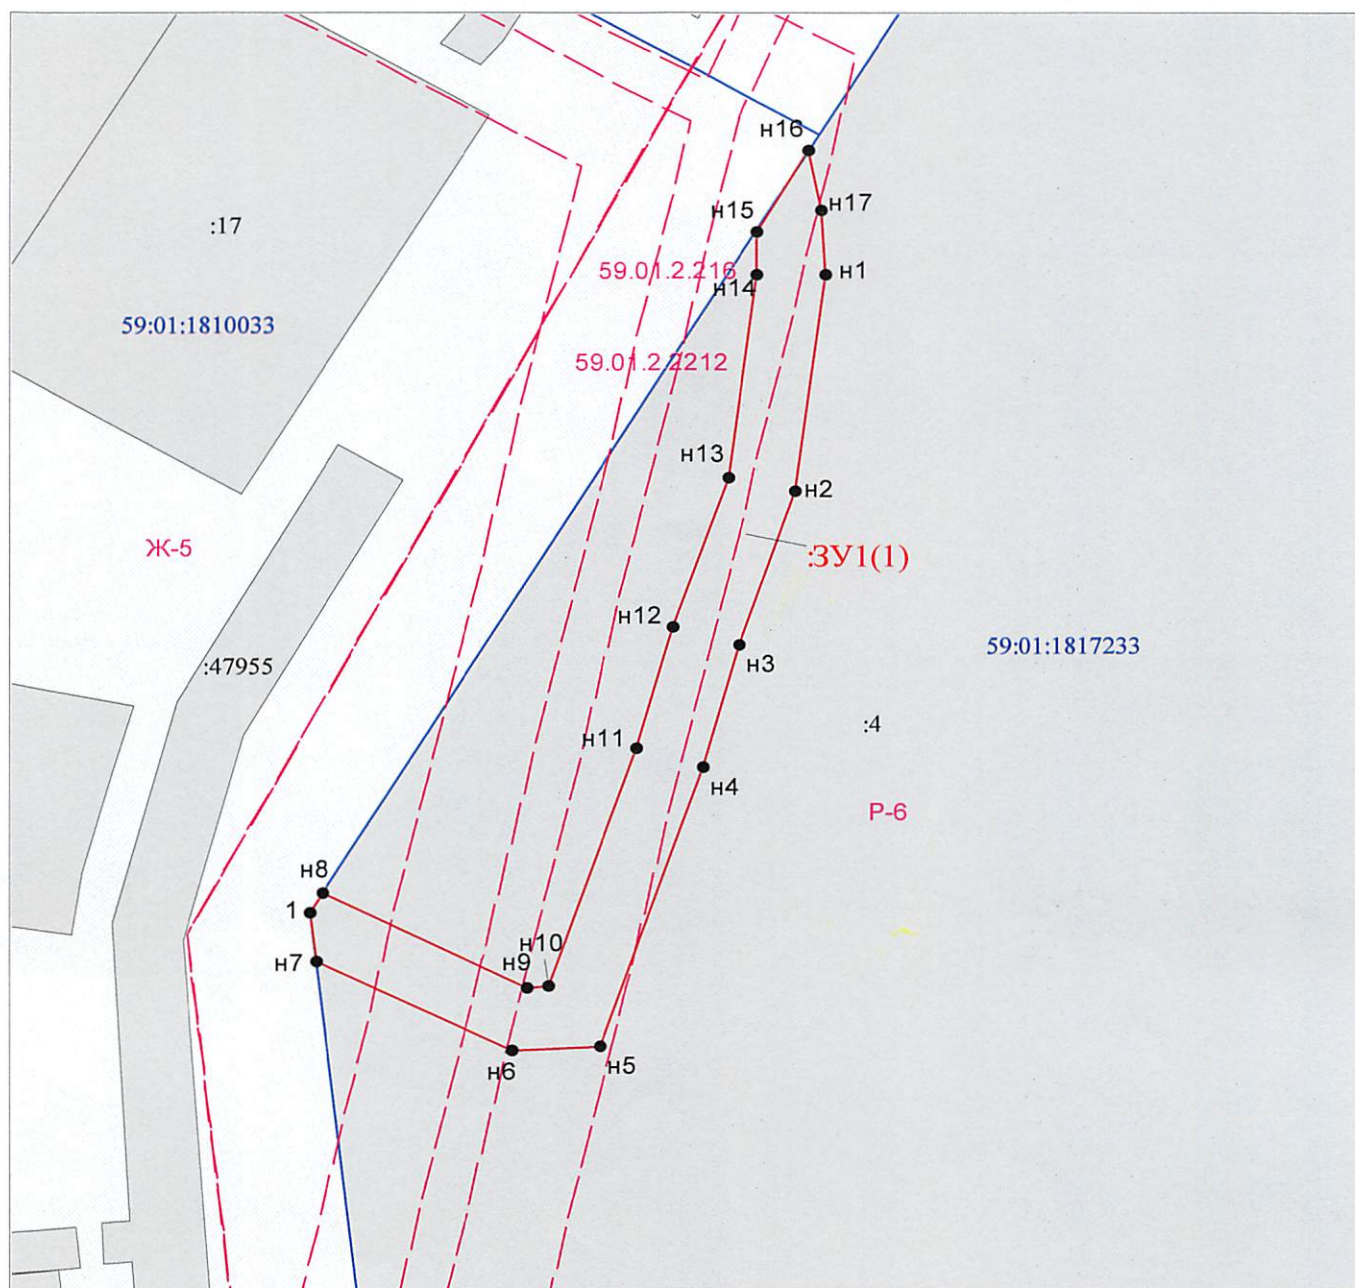 н16
н17
:17
н15
59.01.2.216
н14
н1
59:01:1810033
59.01.2.2212
н13
н2
Ж-5
:ЗУ1(1)
н12
59:01:1817233
н3
:47955
:4
н11
н4
Р-6
н8
1
н10
н7
н9
н6
н5